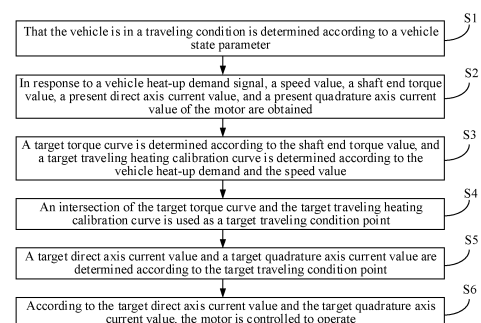 S1
That the vehicle is in a traveling condition is determined according to a vehicle
state parameter
S2
In response to a vehicle heat-up demand signal, a speed value, a shaft end torque
value, a present direct axis current value, and a present quadrature axis current
value of the motor are obtained
S3
A target torque curve is determined according to the shaft end torque value, and
a target traveling heating calibration curve is determined according to the
vehicle heat-up demand and the speed value
S4
An intersection of the target torque curve and the target traveling heating
calibration curve is used as a target traveling condition point
S5
A target direct axis current value and a target quadrature axis current value are
determined according to the target traveling condition point
S6
According to the target direct axis current value and the target quadrature axis
current value, the motor is controlled to operate